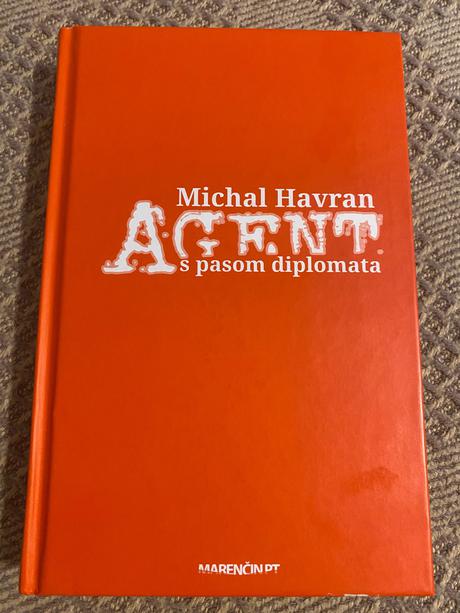 Michal Havran
AGENT
s pasom diplomata
MARENČIN PT